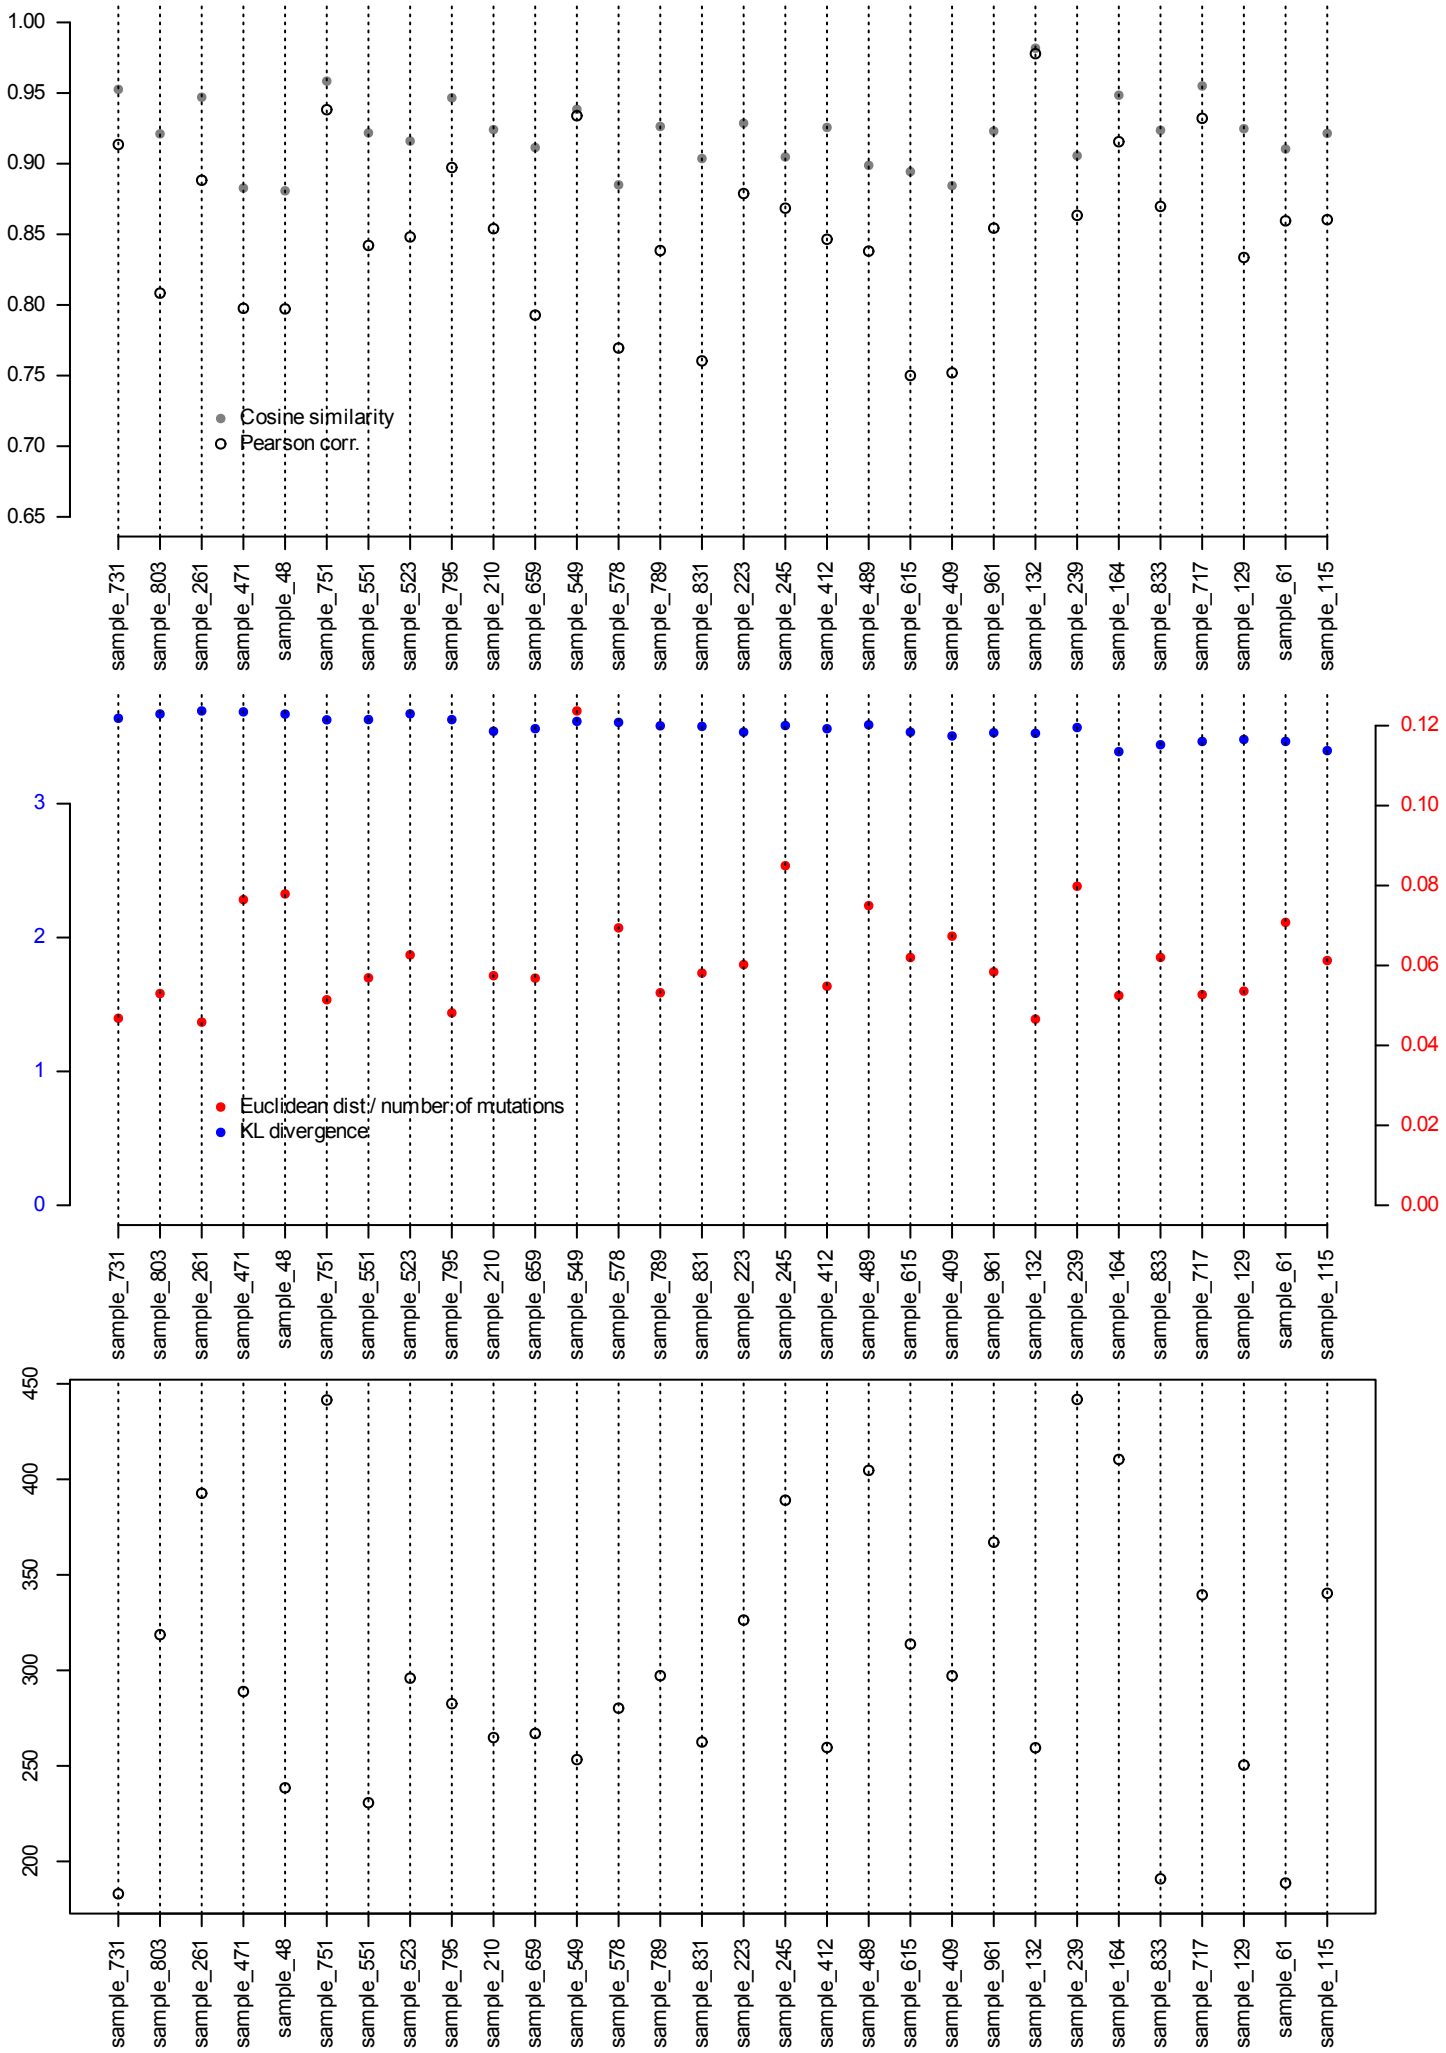 1.00
0.95
0.90
0.85
0.80
0.75
0.70
0.65
Cosine similarity
Pearson corr.
sample_731
sample_803
sample_261
sample_471
sample_48
sample_751
sample_551
sample_523
sample_795
sample_210
sample_659
sample_549
sample_578
sample_789
sample_831
sample_223
sample_245
sample_412
sample_489
sample_615
sample_409
sample_961
sample_132
sample_239
sample_164
sample_833
sample_717
sample_129
sample_61
sample_115
3
2
1
0
0.12
0.10
0.08
0.06
0.04
0.02
0.00
Euclidean dist./ number of mutations
KL divergence
sample_731
sample_803
sample_261
sample_471
sample_48
sample_751
sample_551
sample_523
sample_795
sample_210
sample_659
sample_549
sample_578
sample_789
sample_831
sample_223
sample_245
sample_412
sample_489
sample_615
sample_409
sample_961
sample_132
sample_239
sample_164
sample_833
sample_717
sample_129
sample_61
sample_115
450
400
350
300
250
200
sample_731
sample_803
sample_261
sample_471
sample_48
sample_751
sample_551
sample_523
sample_795
sample_210
sample_659
sample_549
sample_578
sample_789
sample_831
sample_223
sample_245
sample_412
sample_489
sample_615
sample_409
sample_961
sample_132
sample_239
sample_164
sample_833
sample_717
sample_129
sample_61
sample_115